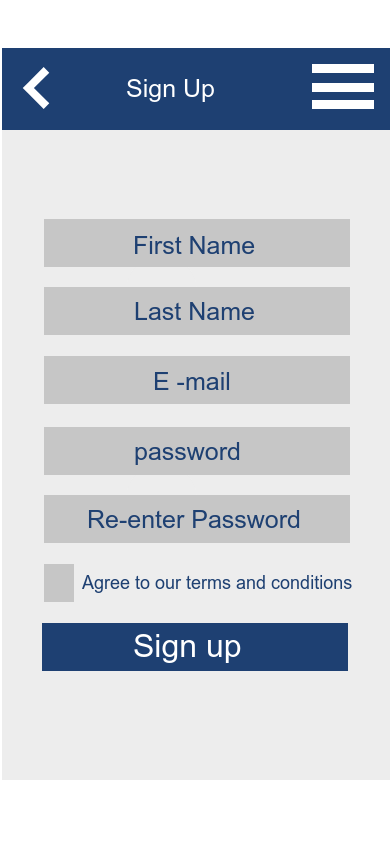 Sign Up
First Name
Last Name
E -mail
password
Re-enter Password
Agree to our terms and conditions
Sign up